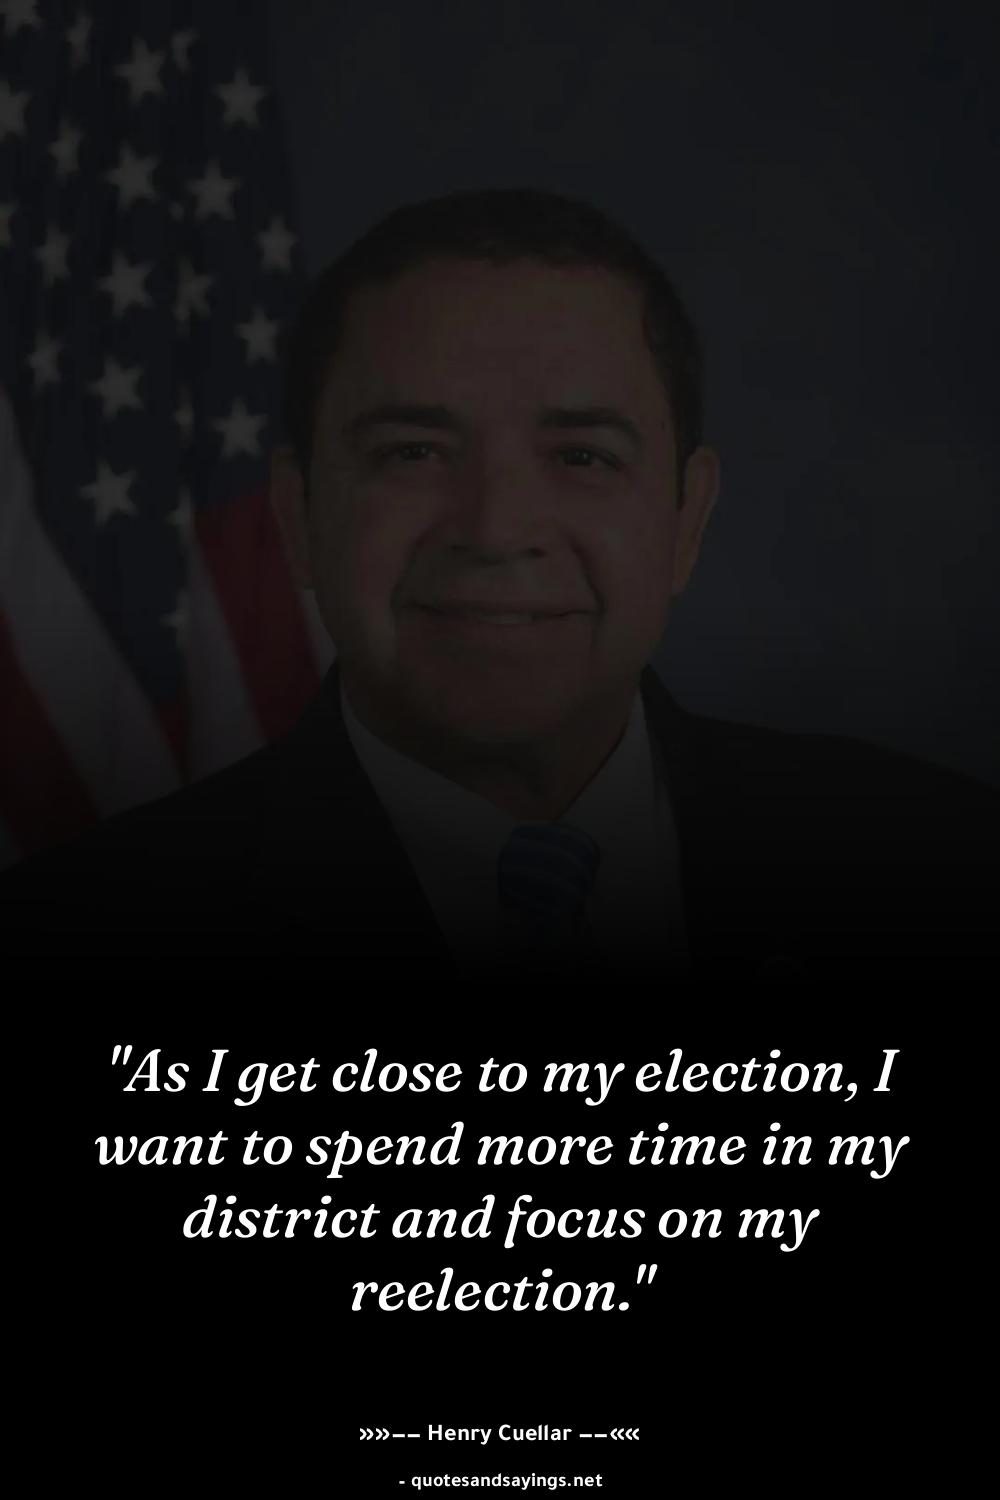 "As I get close to my election, I
want to spend more time in my
district and focus on my
reelection."
»»−− Henry Cuellar −−««
- quotesandsayings.net